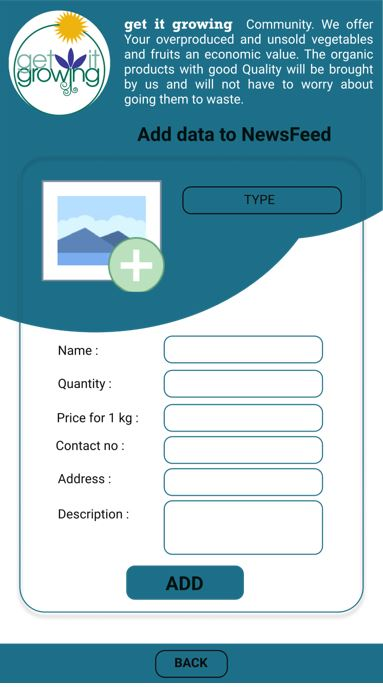 get it
growing
get it growing Community. We offer
Your overproduced and unsold vegetables
and fruits an economic value. The organic
products with good Quality will be brought
by us and will not have to worry about
going them to waste.
Add data to NewsFeed
TYPE
Name :
Quantity :
Price for 1 kg :
Contact no :
Address :
Description :
ADD
BACK